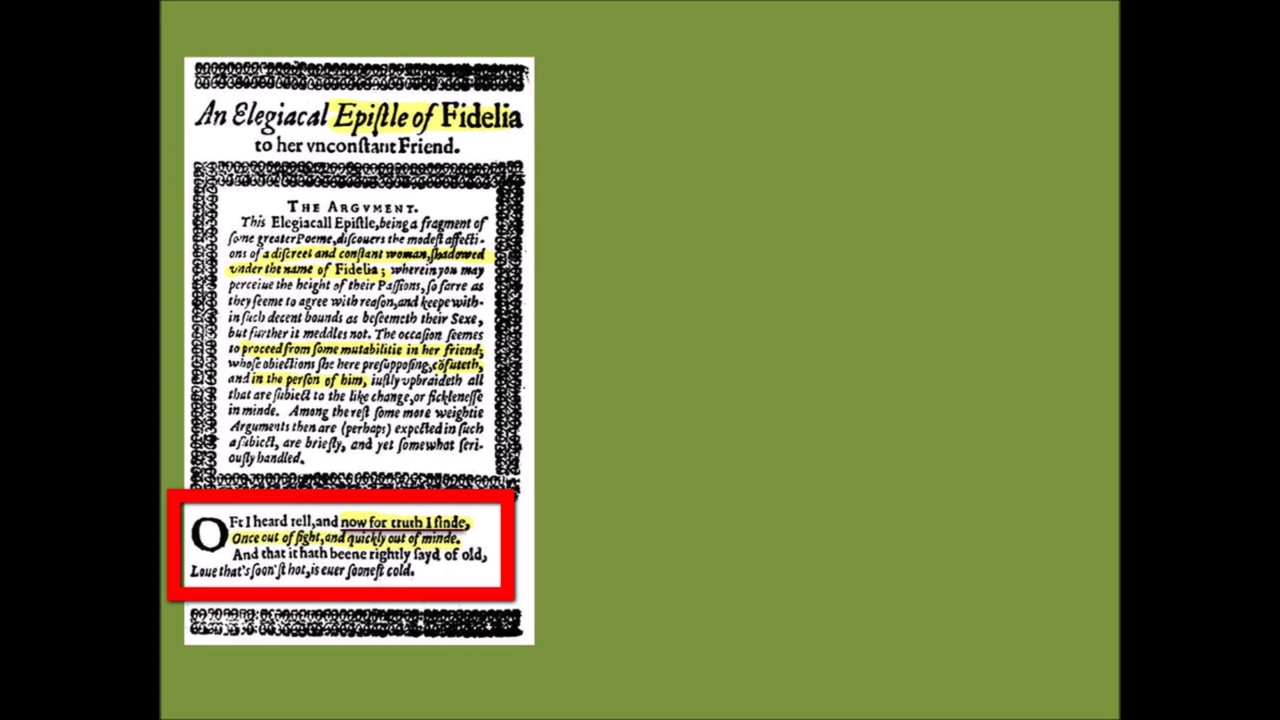 An Elegiacal Epiſtle of Fidelia
to her vnconſtant Friend.
THE ARGVMENT.
This Elegiacall Epiſtle, being a fragment of
ſome greater Poeme, diſcouers the modeſt affecti-
ons of a diſcreet and conſtant woman, ſhadowed
vnder the name of Fidelia; wherein you may
perceiue the height of their Paſſions, ſo farre as
they ſeeme to agree with reaſon, and keepe with-
in ſuch decent bounds as beſeemeth their Sexe,
but further it meddles not. The occaſion ſeemes
to proceed from ſome mutabilitie in her friend;
whoſe obiections ſhe here preſuppoſing, cõfuteth,
and in the perſon of him, iuſtly vpbraideth all
that are ſubiect to the like change, or fickleneſſe
in minde. Among the reſt ſome more weightie
Arguments then are (perhaps) expected in ſuch
a ſubiect, are briefly, and yet ſomewhat ſeri-
ouſly handled.
OFt I heard tell, and now for truth I finde,
Once out of ſight, and quickly out of minde.
And that it hath beene rightly ſayd of old,
Loue that's ſoon'ſt hot, is euer ſooneſt cold.